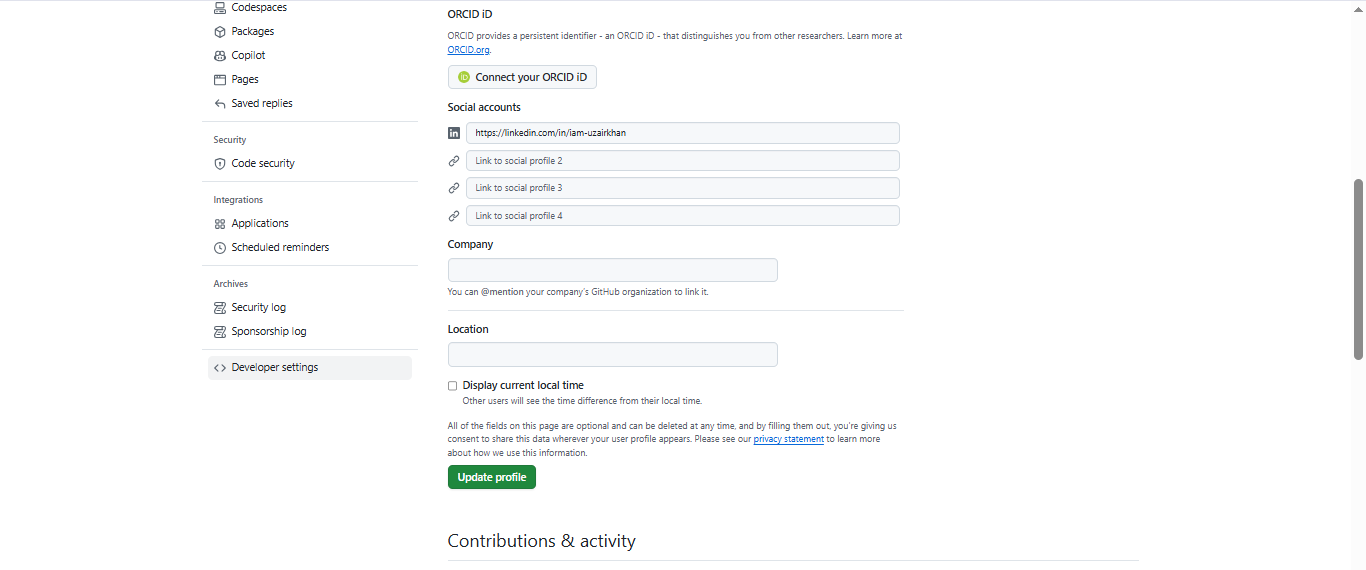 Codespaces
Packages
Copilot
Pages
Saved replies
Security
Code security
Integrations
Applications
Scheduled reminders
Archives
Security log
Sponsorship log
Developer settings
ORCID iD
ORCID provides a persistent identifier - an ORCID iD - that distinguishes you from other researchers. Learn more at
ORCID.org.
iD Connect your ORCID iD
Social accounts
in https://linkedin.com/in/iam-uzairkhan
Link to social profile 2
Link to social profile 3
Link to social profile 4
Company
You can @mention your company's GitHub organization to link it.
Location
Display current local time
Other users will see the time difference from their local time.
All of the fields on this page are optional and can be deleted at any time, and by filling them out, you're giving us
consent to share this data wherever your user profile appears. Please see our privacy statement to learn more
about how we use this information.
Update profile
Contributions & activity